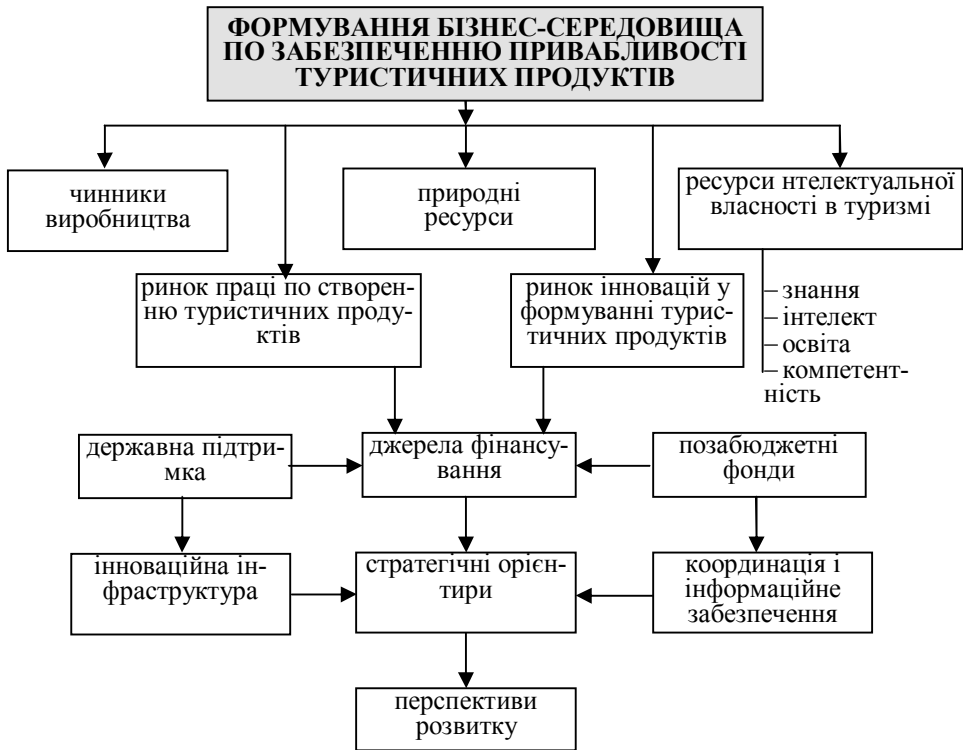 ФОРМУВАННЯ БІЗНЕС-СЕРЕДОВИЩА
ПО ЗАБЕЗПЕЧЕННЮ ПРИВАБЛИВОСТІ
ТУРИСТИЧНИХ ПРОДУКТІВ
чинники
виробництва
природні
ресурси
ресурси нтелектуальної
власності в туризмі
ринок праці по створен-
ню туристичних проду-
ктів
ринок інновацій у
формуванні турис-
тичних продуктів
– знання
– інтелект
– освіта
– компетент-
ність
державна підтри-
мка
джерела фінансу-
вання
позабюджетні
фонди
інноваційна ін-
фраструктура
стратегічні орієн-
тири
координація і
інформаційне
забезпечення
перспективи
розвитку